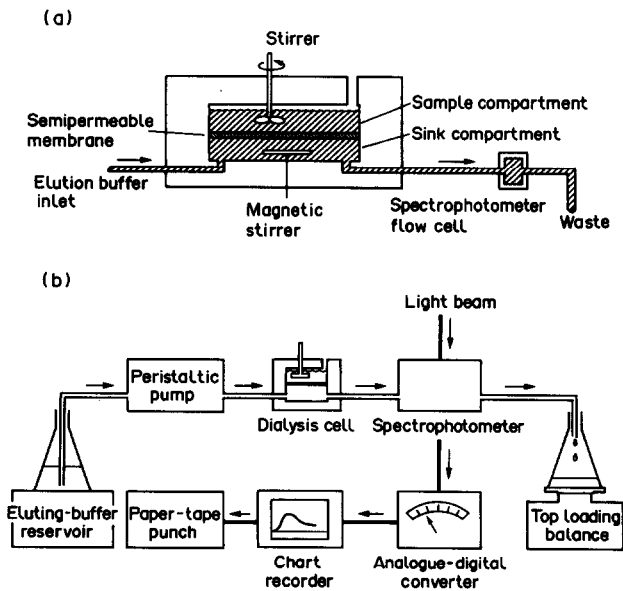 (a)
Stirrer
Sample compartment
Semipermeable
membrane
Sink compartment
Elution buffer
inlet
Magnetic
stirrer
Spectrophotometer
flow cell
Waste
(b)
Light beam
Peristaltic
pump
Dialysis cell
Spectrophotometer
Eluting-buffer
reservoir
Paper-tape
punch
Chart
recorder
Analogue-digital
converter
Top loading
balance